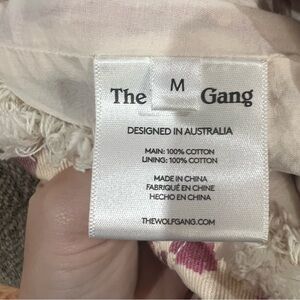 M
The Gang
DESIGNED IN AUSTRALIA
MAIN: 100% COTTON
LINING: 100% COTTON
MADE IN CHINA
FABRIQUÉ EN CHINE
HECHO EN CHINA
THEWOLFGANG.COM